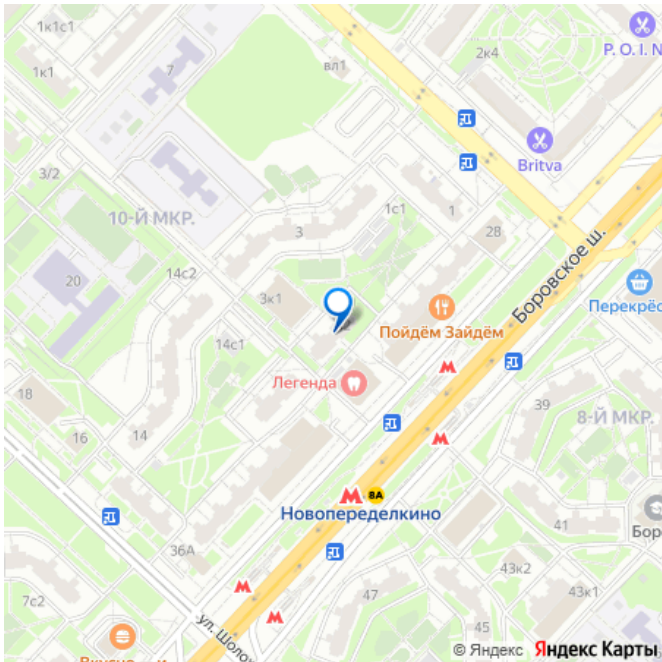 1к1с1
P. O. I. N
2к4
вл1
7
1к1
Britva
3/2
1с1
1
10-Й МКР.
3
28
Боровское ш.
14с2
20
3к1
Перекрёс
Пойдём Зайдём
14с1
Легенда
18
39
8-Й МКР.
16
14
8А
Новопеределкино
41
Бор
36А
43к2
7с2
47
43к1
ул. Шолох
45
Вкусно — и
© Яндекс Яндекс Карты